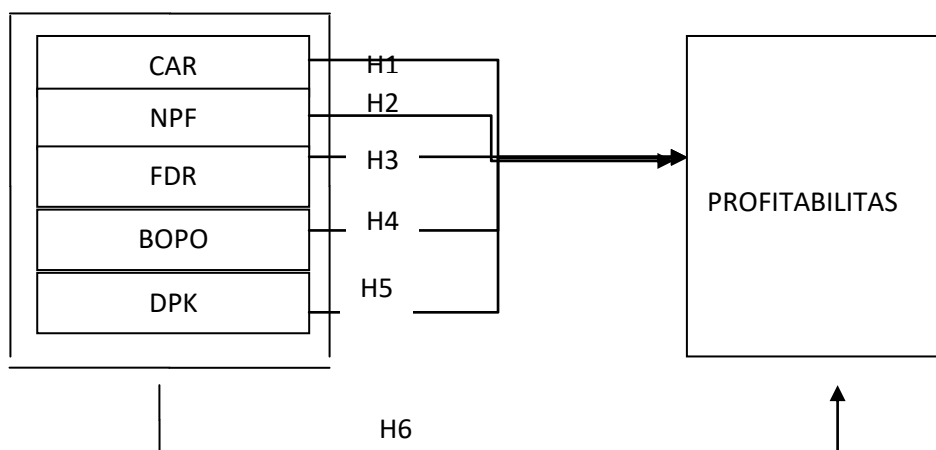 CAR
H1
NPF
H2
FDR
H3
BOPO
H4
DPK
H5
PROFITABILITAS
H6